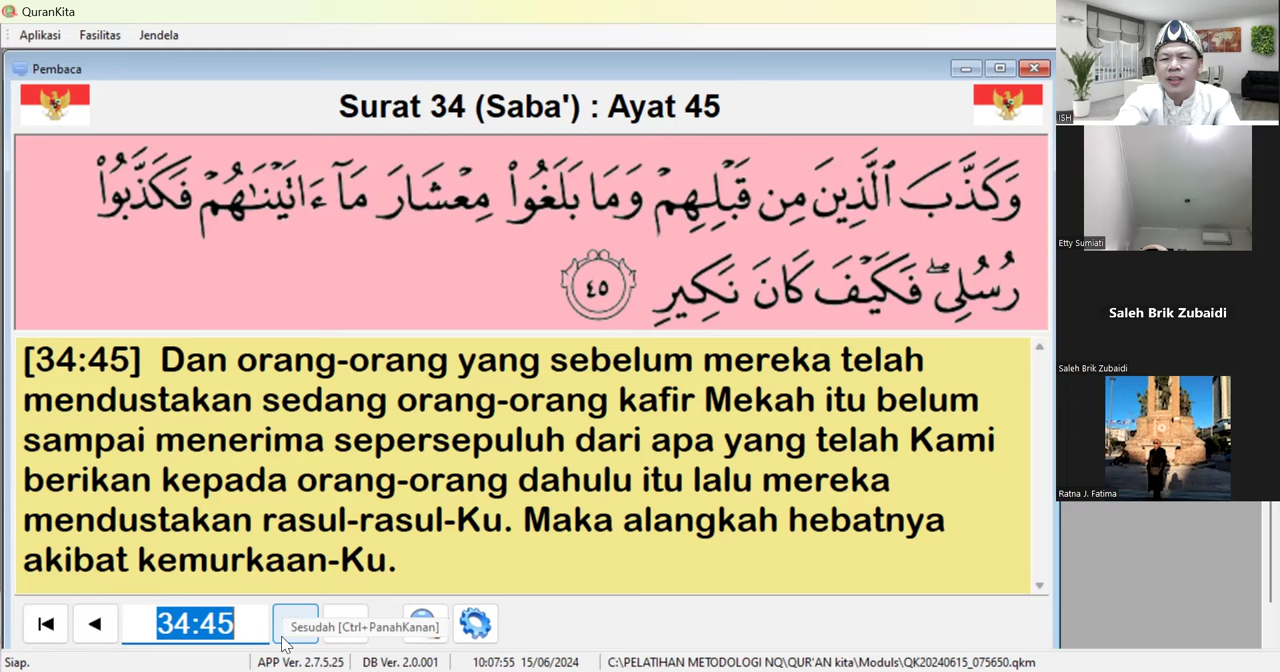 QuranKita
Aplikasi Fasilitas Jendela
Pembaca
Surat 34 (Saba') : Ayat 45
وَكَذَّبَ ٱلَّذِينَ مِن قَبْلِهِمْ وَمَا بَلَغُوا۟ مِعْشَارَ مَآ ءَاتَيْنَـٰهُمْ فَكَذَّبُوا۟
رُسُلِى ۖ فَكَيْفَ كَانَ نَكِيرِ ٤٥
[34:45] Dan orang-orang yang sebelum mereka telah
mendustakan sedang orang-orang kafir Mekah itu belum
sampai menerima sepersepuluh dari apa yang telah Kami
berikan kepada orang-orang dahulu itu lalu mereka
mendustakan rasul-rasul-Ku. Maka alangkah hebatnya
akibat kemurkaan-Ku.
34:45
Sesudah [Ctrl+PanahKanan]
Siap. APP Ver. 2.7.5.25 DB Ver. 2.0.001 10:07:55 15/06/2024 C:\PELATIHAN METODOLOGI NQ\QUR'AN kita\Moduls\QK20240615_075650.qkm
ISH
Etty Sumiati
Saleh Brik Zubaidi
Saleh Brik Zubaidi
Ratna J. Fatima